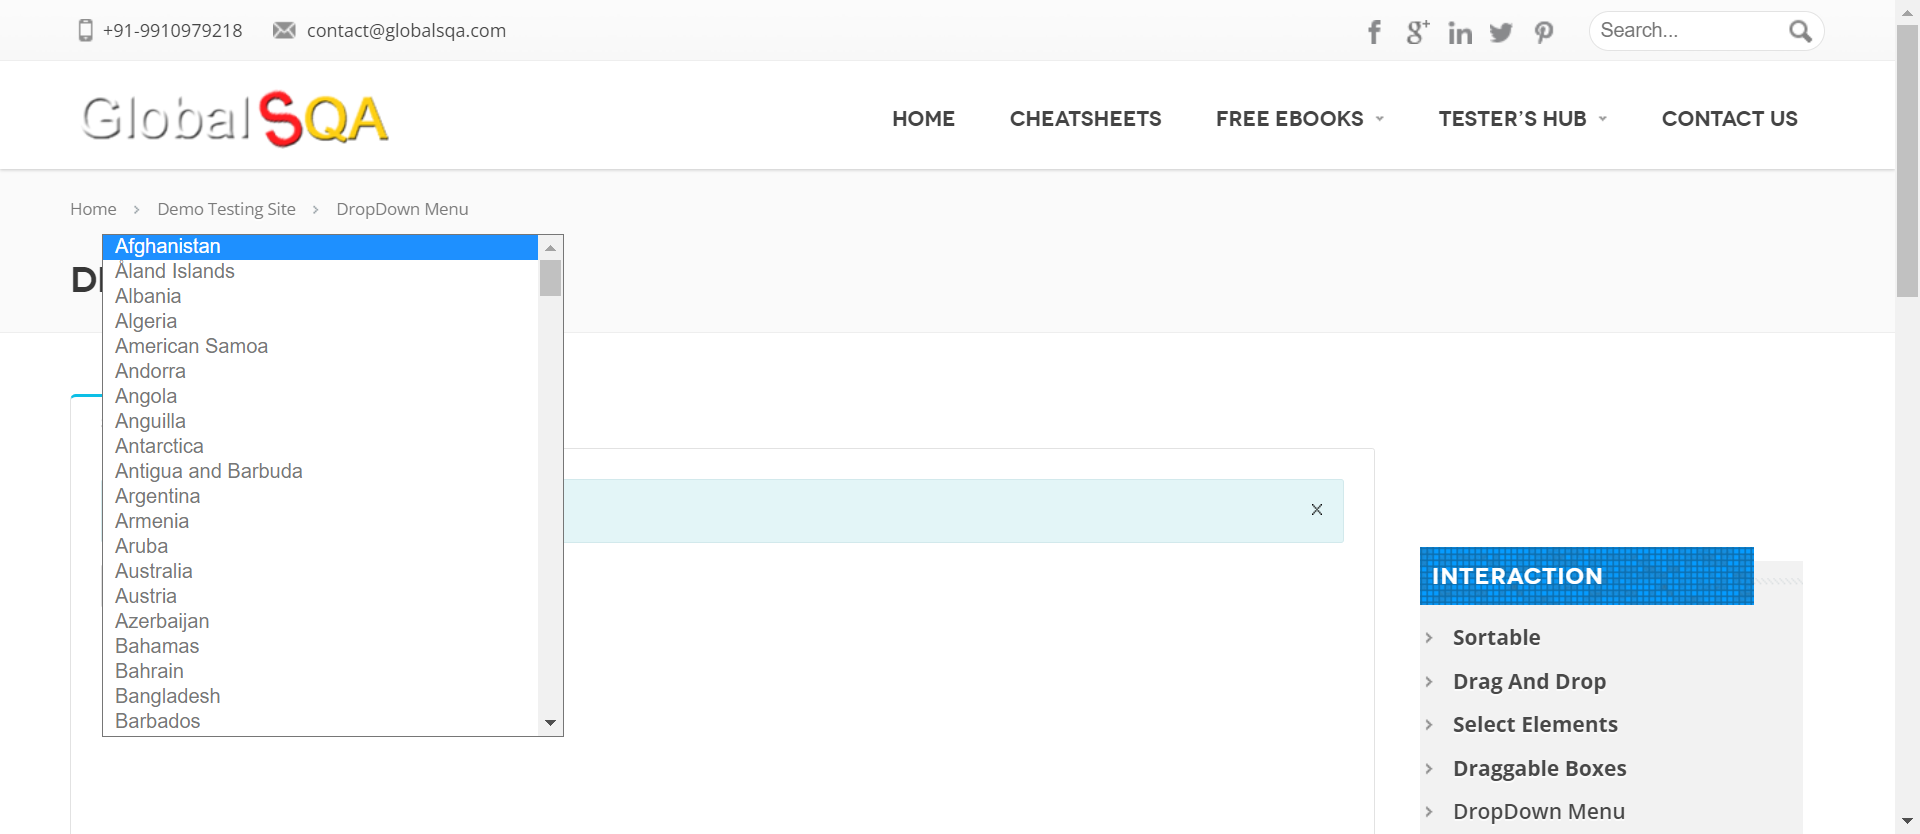 +91-9910979218 contact@globalsqa.com Search...
GlobalSQA
HOME CHEATSHEETS FREE EBOOKS TESTER’S HUB CONTACT US
Home > Demo Testing Site > DropDown Menu
Afghanistan
Åland Islands
Albania
Algeria
American Samoa
Andorra
Angola
Anguilla
Antarctica
Antigua and Barbuda
Argentina
Armenia
Aruba
Australia
Austria
Azerbaijan
Bahamas
Bahrain
Bangladesh
Barbados
INTERACTION
Sortable
Drag And Drop
Select Elements
Draggable Boxes
DropDown Menu